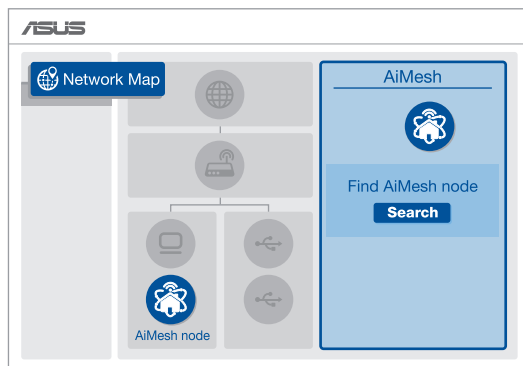 ASUS
Network Map
AiMesh node
AiMesh
Find AiMesh node
Search